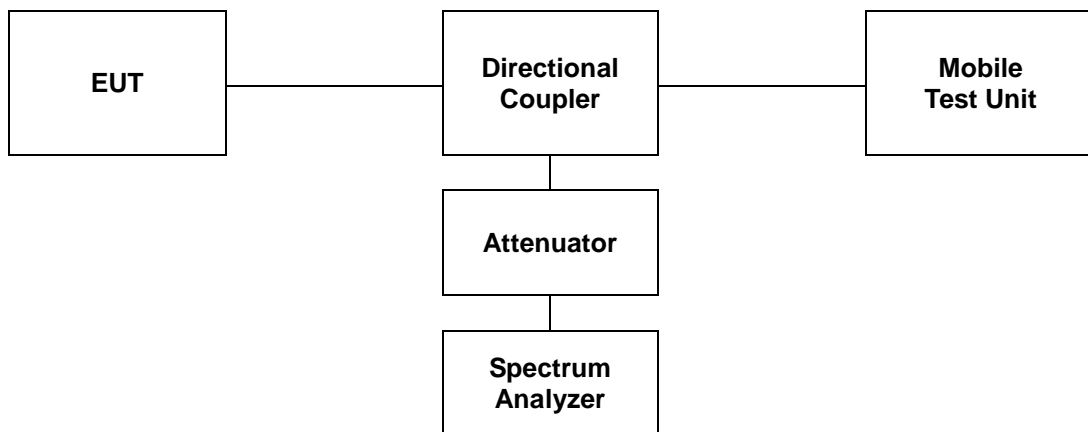 EUT
Directional
Coupler
Mobile
Test Unit
Attenuator
Spectrum
Analyzer